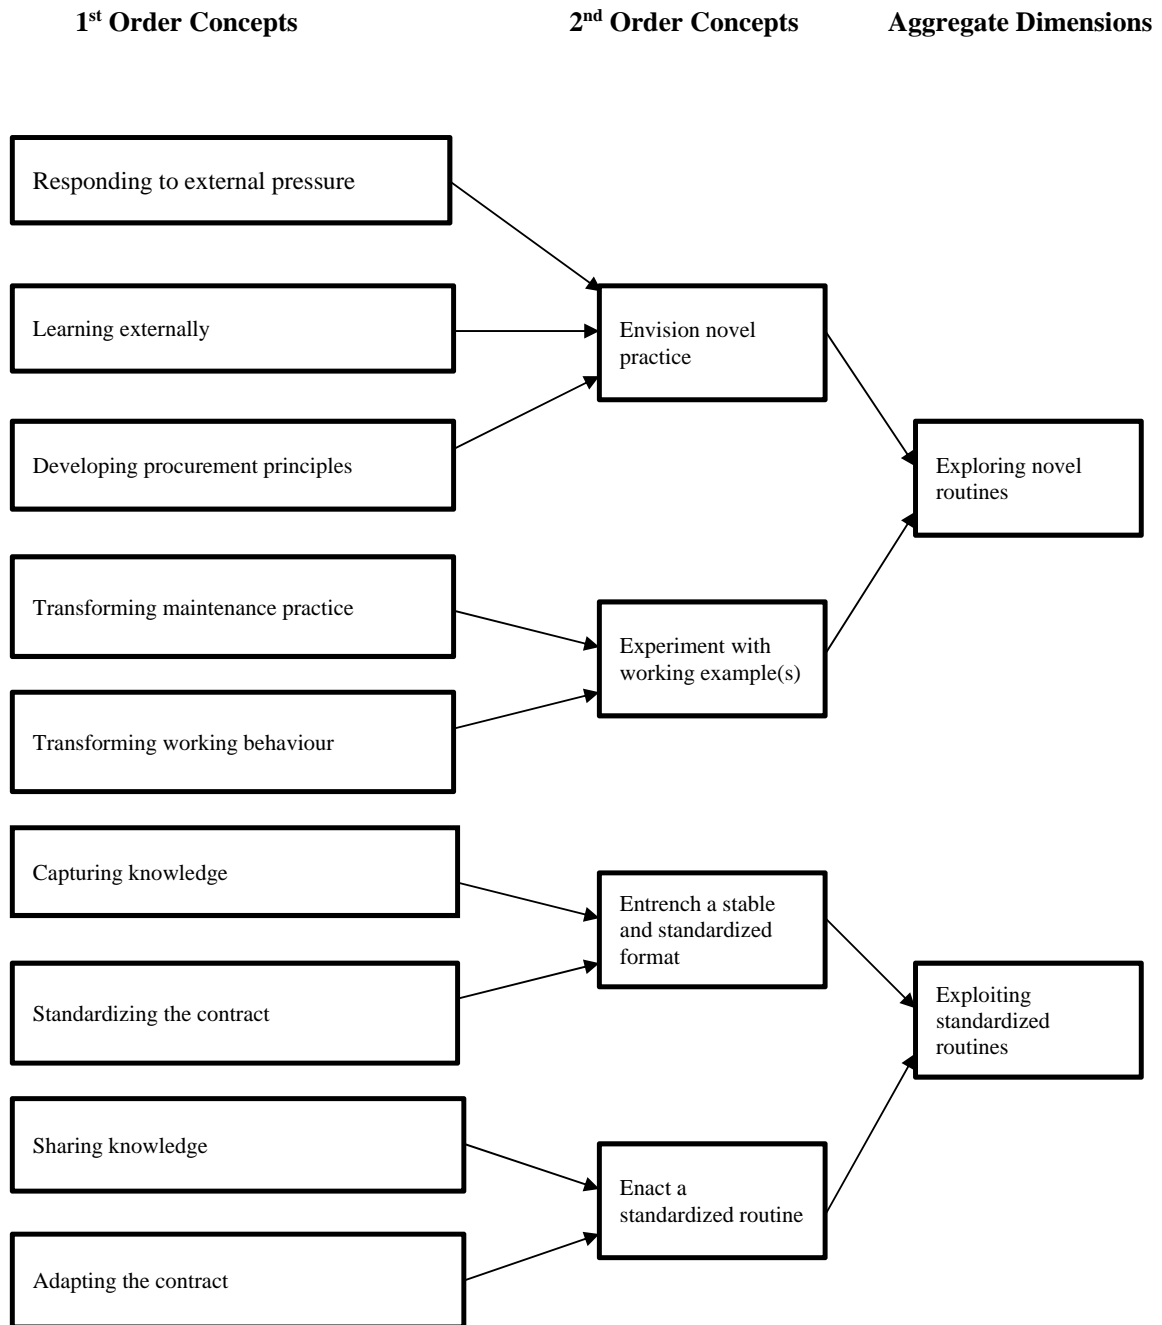 1st Order Concepts
2nd Order Concepts
Aggregate Dimensions
Responding to external pressure
Learning externally
Developing procurement principles
Transforming maintenance practice
Transforming working behaviour
Capturing knowledge
Standardizing the contract
Sharing knowledge
Adapting the contract
Envision novel
practice
Experiment with
working example(s)
Entrench a stable
and standardized
format
Enact a
standardized routine
Exploring novel
routines
Exploiting
standardized
routines